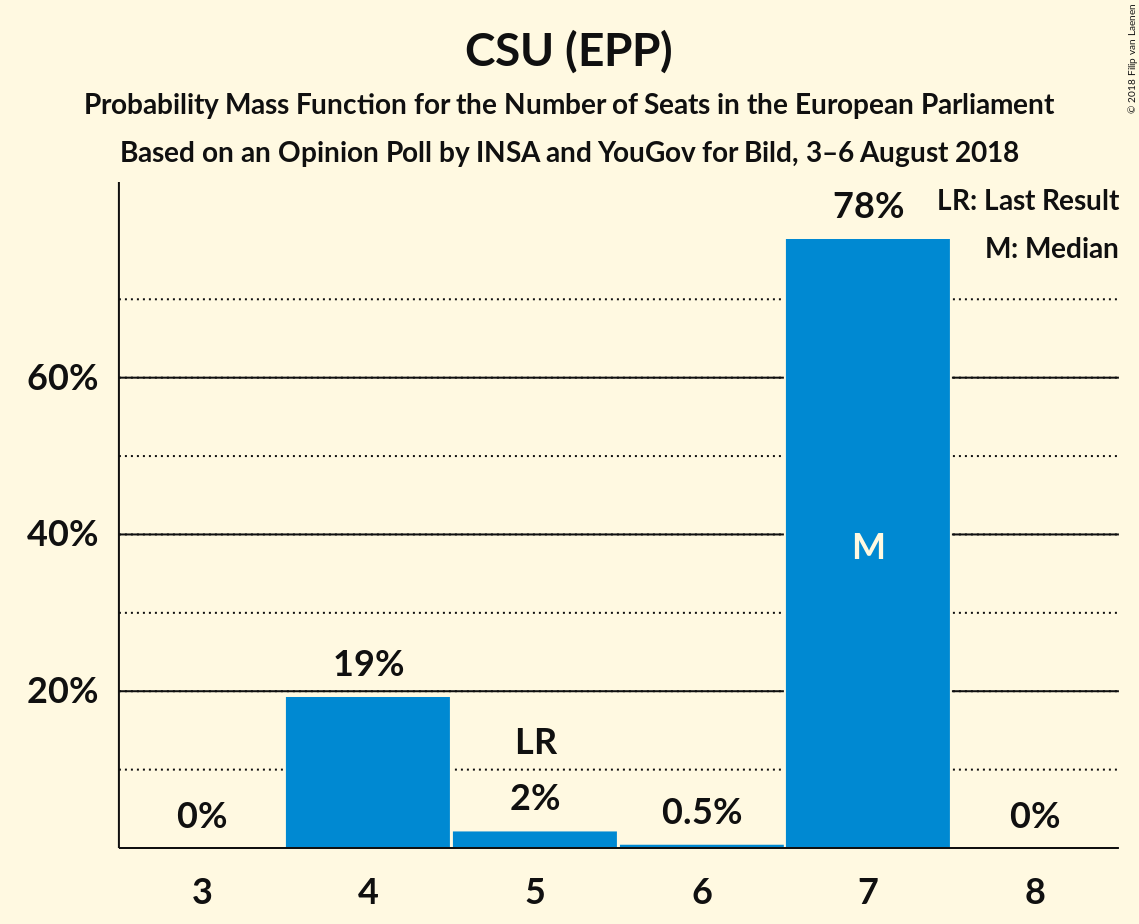 CSU (EPP)
Probability Mass Function for the Number of Seats in the European Parliament
Based on an Opinion Poll by INSA and YouGov for Bild, 3–6 August 2018
© 2018 Filip van Laenen
LR: Last Result
M: Median
78%
60%
40%
M
19%
20%
LR
0%
2%
0.5%
0%
3 4 5 6 7 8